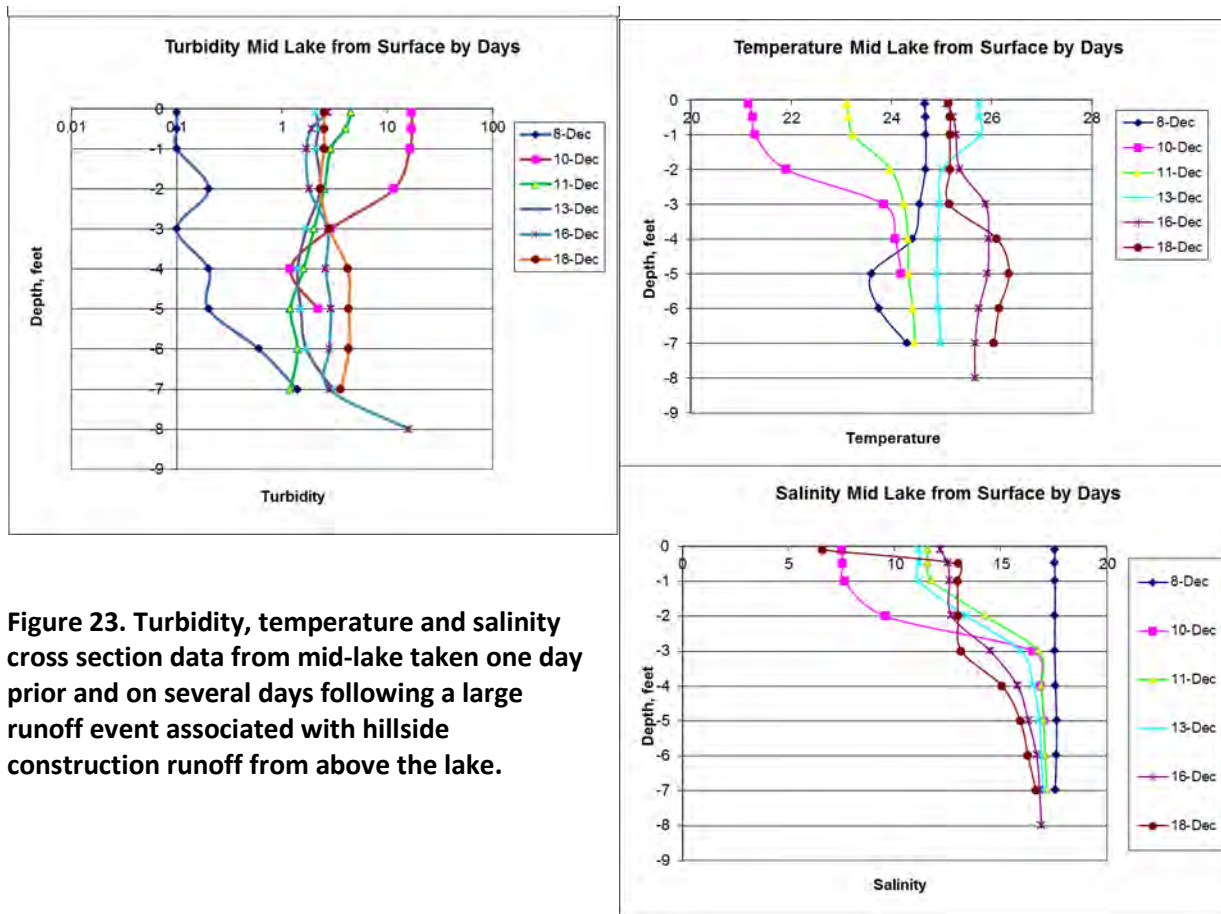 Turbidity Mid Lake from Surface by Days
0
0.01
0.1
1
10
100
-1
-2
-3
-4
-5
-6
-7
-8
-9
Depth, feet
Turbidity
8-Dec
10-Dec
11-Dec
13-Dec
16-Dec
18-Dec
Temperature Mid Lake from Surface by Days
0
20
22
24
26
28
-1
-2
-3
-4
-5
-6
-7
-8
-9
Depth, feet
Temperature
8-Dec
10-Dec
11-Dec
13-Dec
16-Dec
18-Dec
Salinity Mid Lake from Surface by Days
0
0
5
10
15
20
-1
-2
-3
-4
-5
-6
-7
-8
-9
Depth, feet
Salinity
8-Dec
10-Dec
11-Dec
13-Dec
16-Dec
18-Dec
Figure 23. Turbidity, temperature and salinity
cross section data from mid-lake taken one day
prior and on several days following a large
runoff event associated with hillside
construction runoff from above the lake.